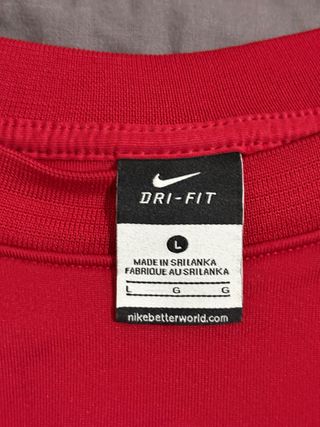 DRI-FIT
L
MADE IN SRI LANKA
FABRIQUE AU SRI LANKA
L G G
nikebetterworld.com